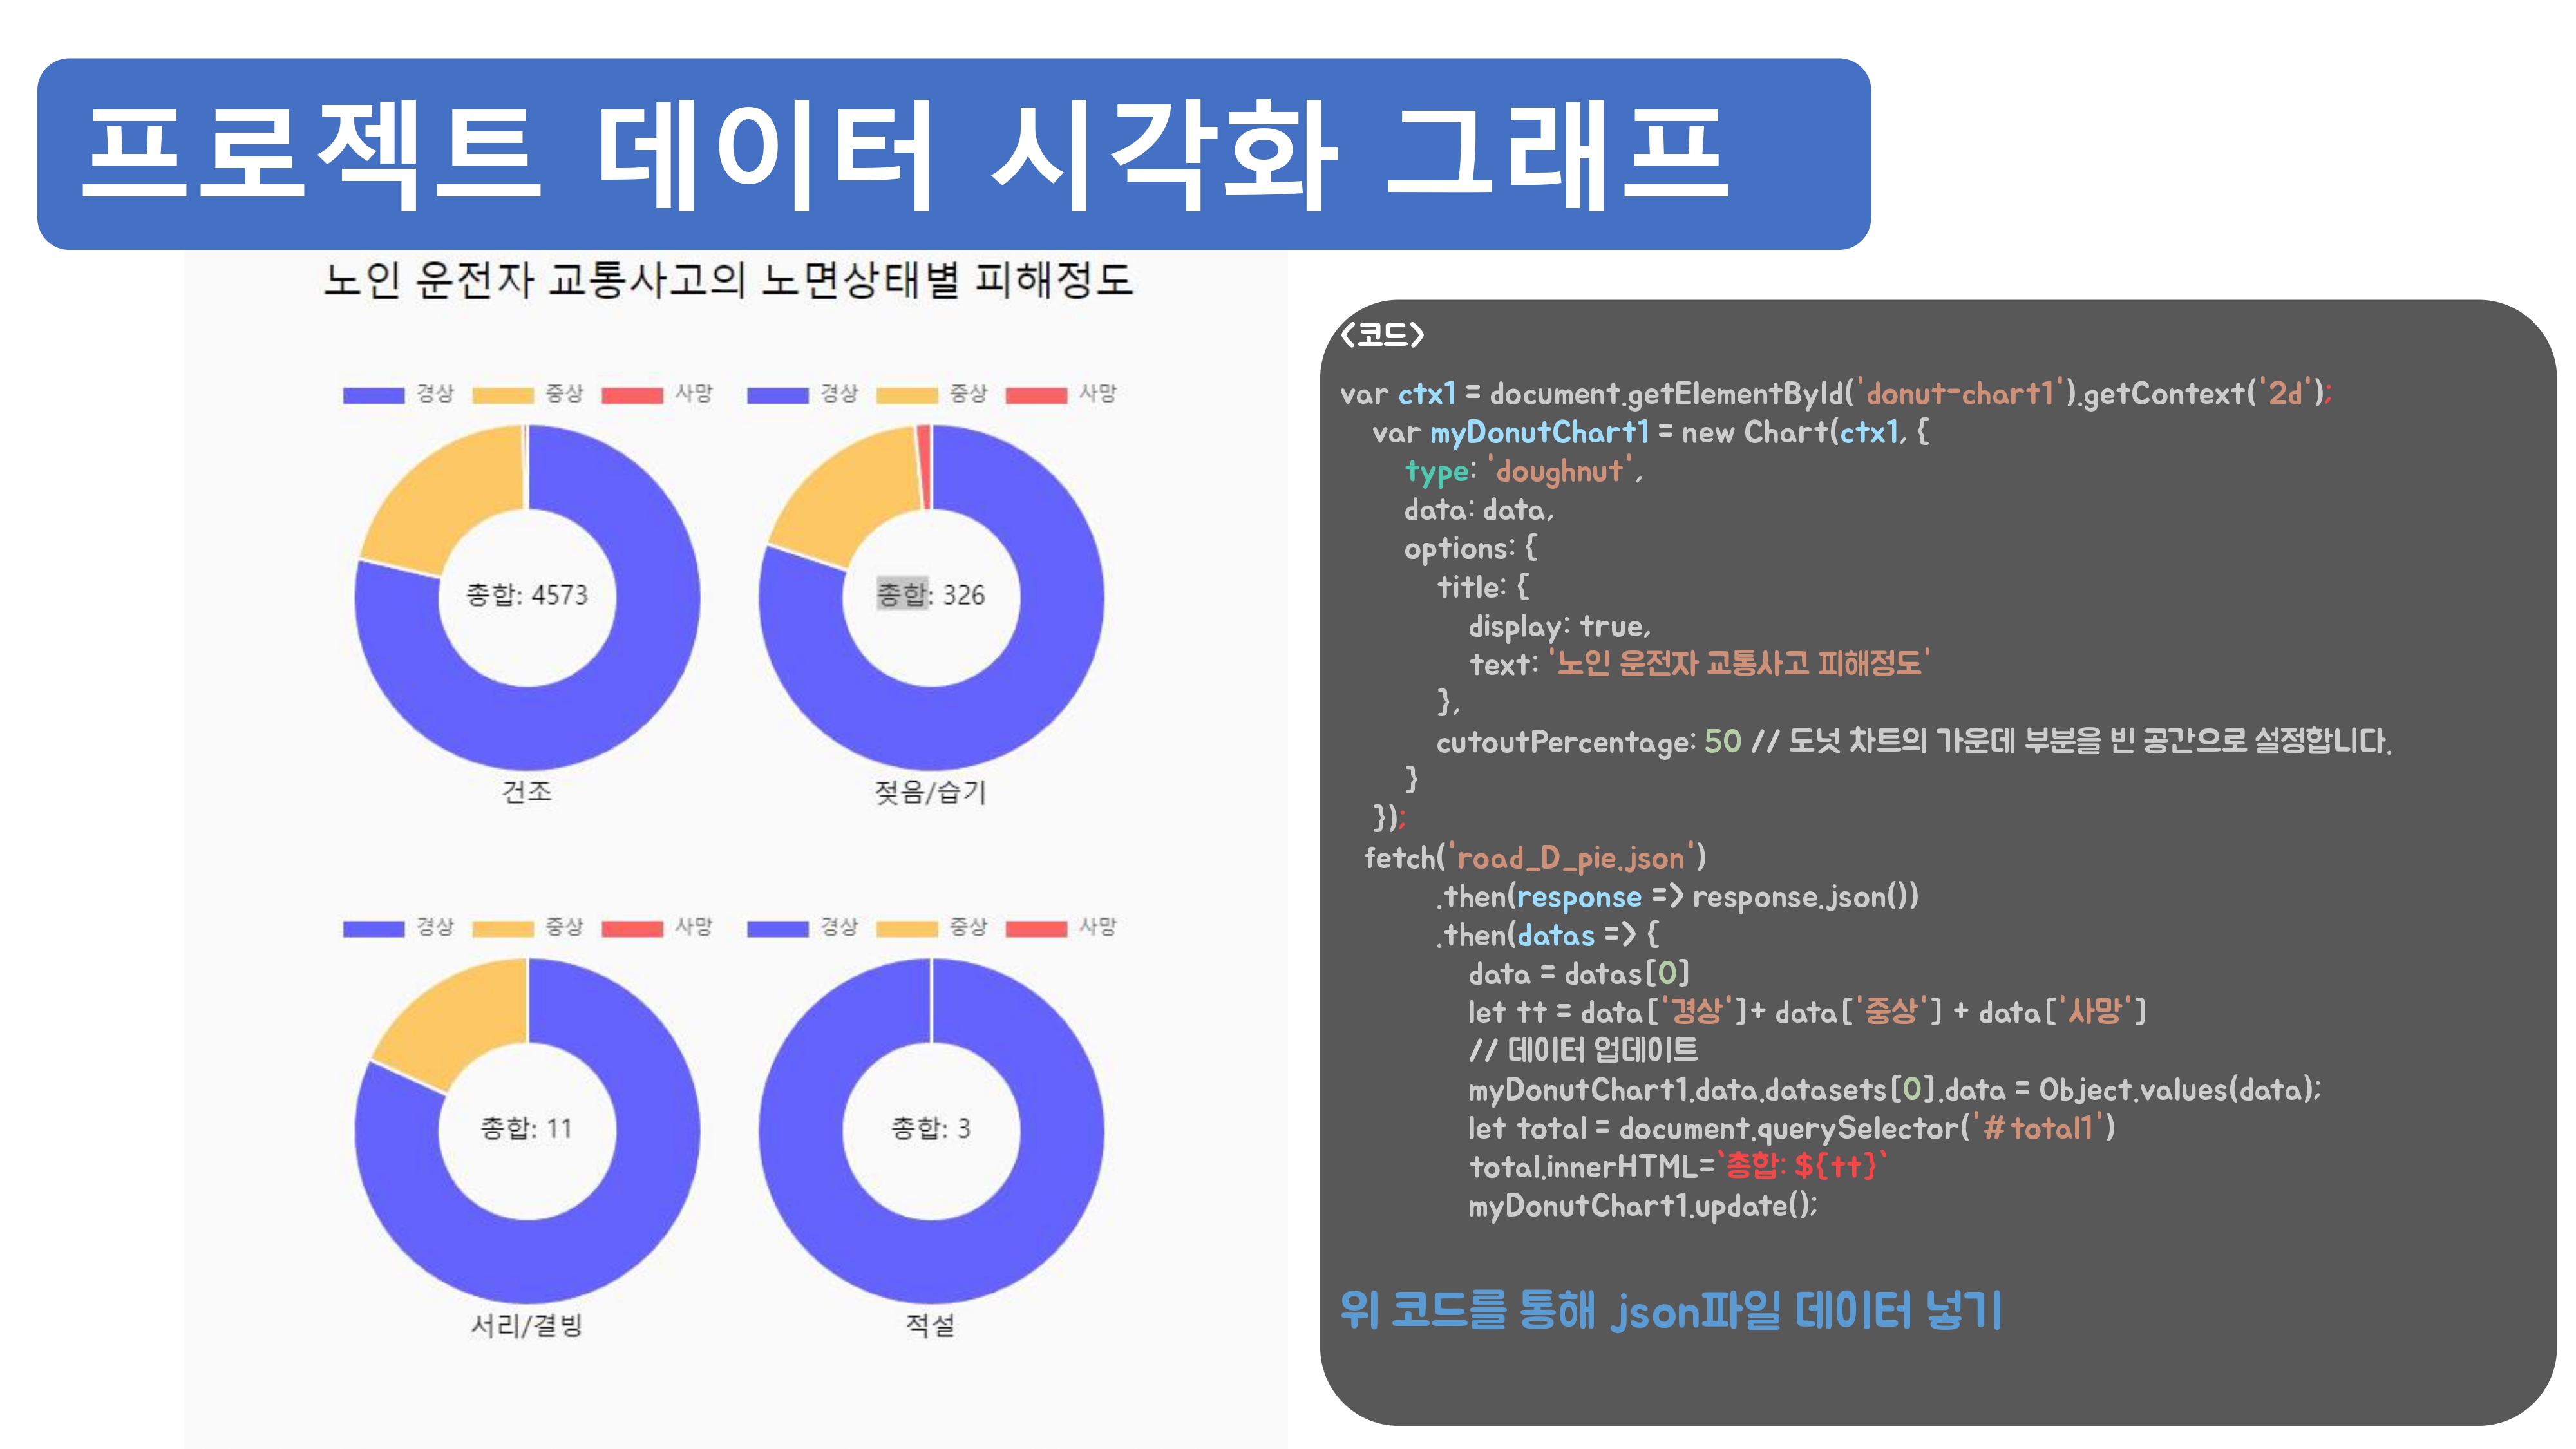 프로젝트 데이터 시각화 그래프
노인 운전자 교통사고의 노면상태별 피해정도
경상 중상 사망 경상 중상 사망
총합: 4573 총합: 326
건조 젖음/습기
경상 중상 사망 경상 중상 사망
총합: 11 총합: 3
서리/결빙 적설
<코드>
var ctx1 = document.getElementById('donut-chart1').getContext('2d');
var myDonutChart1 = new Chart(ctx1, {
type: 'doughnut',
data: data,
options: {
title: {
display: true,
text: '노인 운전자 교통사고 피해정도'
},
cutoutPercentage: 50 // 도넛 차트의 가운데 부분을 빈 공간으로 설정합니다.
}
});
fetch('road_D_pie.json')
.then(response => response.json())
.then(datas => {
data = datas[0]
let tt = data['경상']+ data['중상'] + data['사망']
// 데이터 업데이트
myDonutChart1.data.datasets[0].data = Object.values(data);
let total = document.querySelector('#total1')
total.innerHTML=`총합: ${tt}`
myDonutChart1.update();
위 코드를 통해 json파일 데이터 넣기